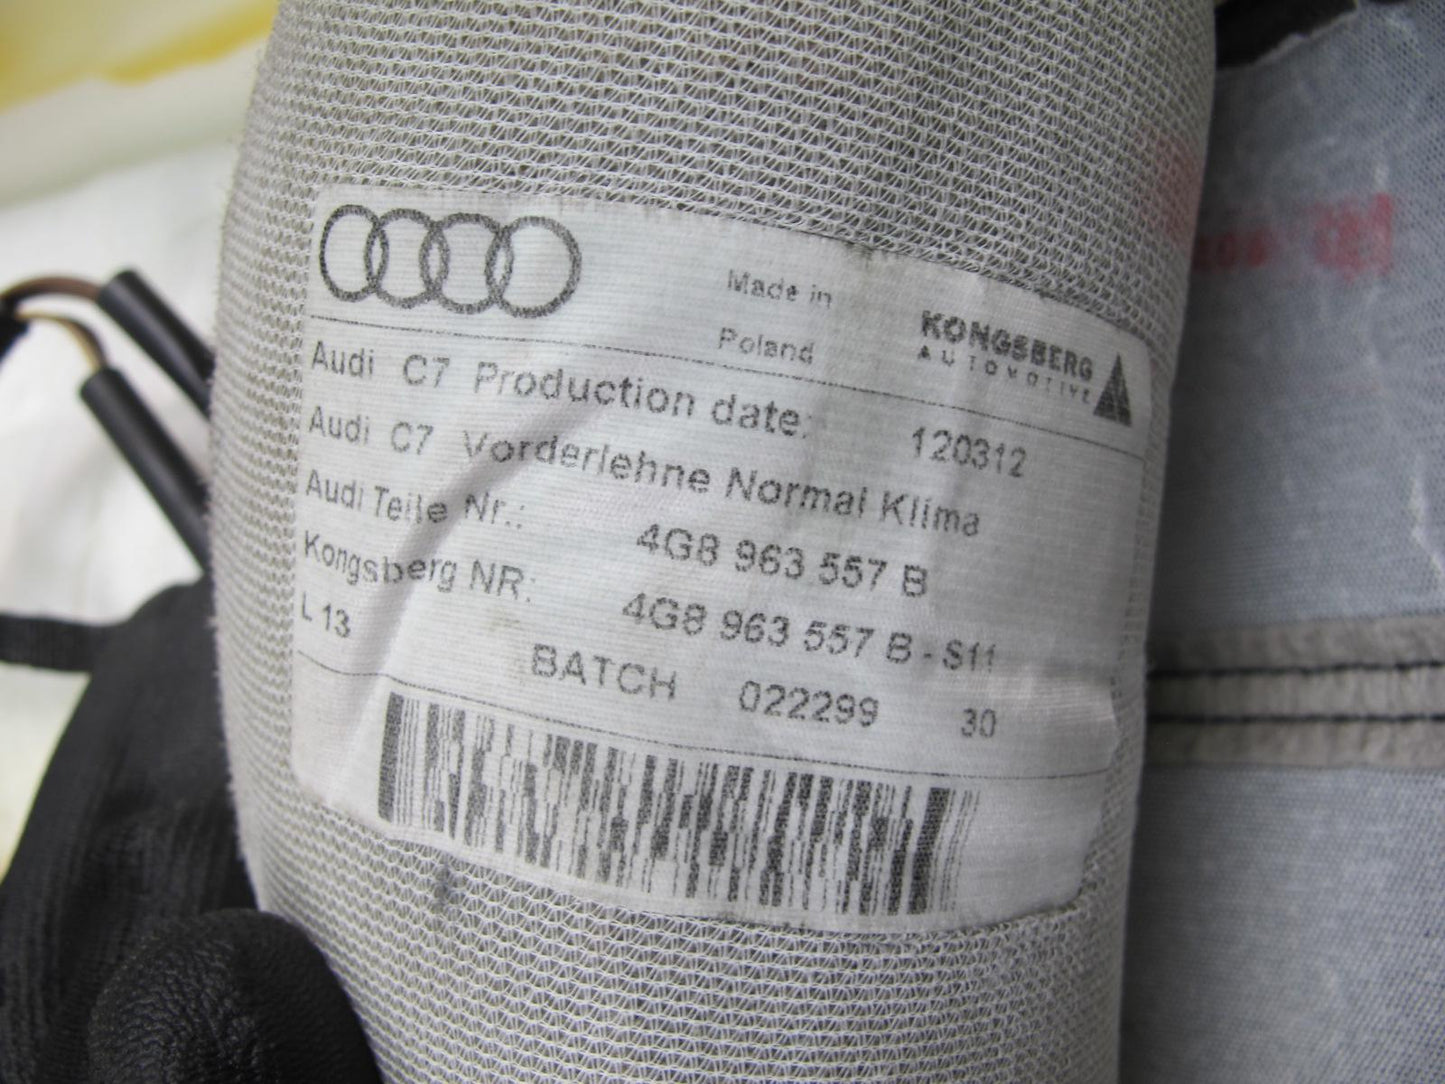 Made in
Poland
KONGSBERG
AUTOMOTIVE
Audi C7 Production date: 120312
Audi C7 Vorderlehne Normal Klima
Audi Teile Nr.: 4G8 963 557 B
Kongsberg NR: 4G8 963 557 B - S11
L 13
BATCH 022299 30